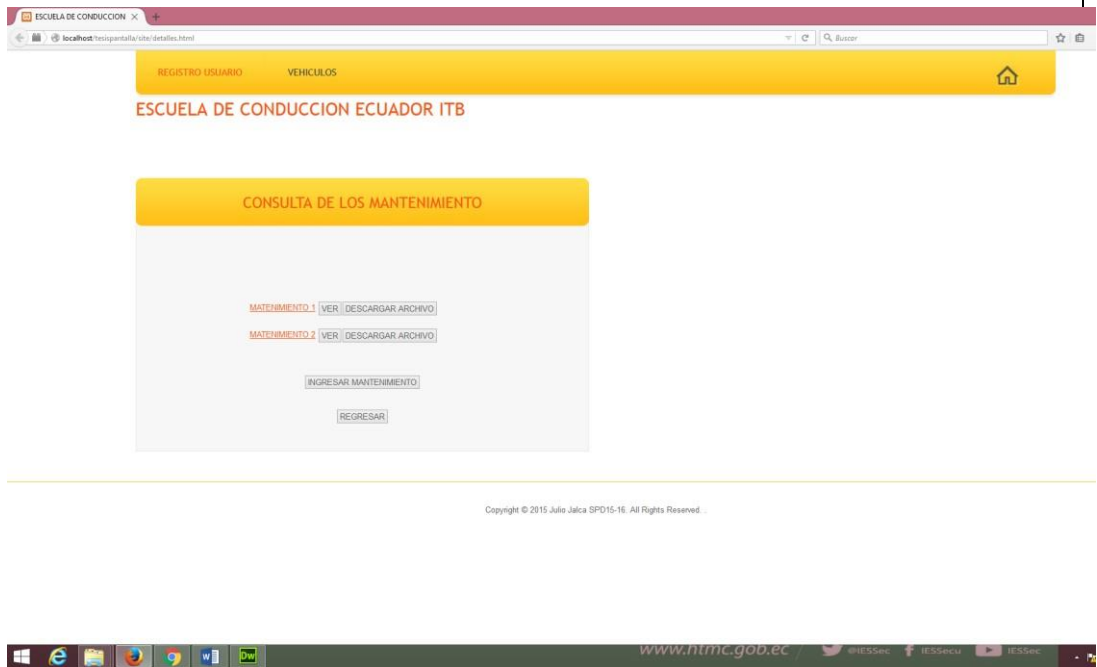 ESCUELA DE CONDUCCION × +
localhost/tesispantalla/site/detalles.html Buscar
REGISTRO USUARIO VEHICULOS
ESCUELA DE CONDUCCION ECUADOR ITB
CONSULTA DE LOS MANTENIMIENTO
MATENIMIENTO 1 VER DESCARGAR ARCHIVO
MATENIMIENTO 2 VER DESCARGAR ARCHIVO
INGRESAR MANTENIMIENTO
REGRESAR
Copyright © 2015 Julio Jalca SPD15-16. All Rights Reserved. .
www.htmc.gob.ec / @IESSec IESSecu IESSec